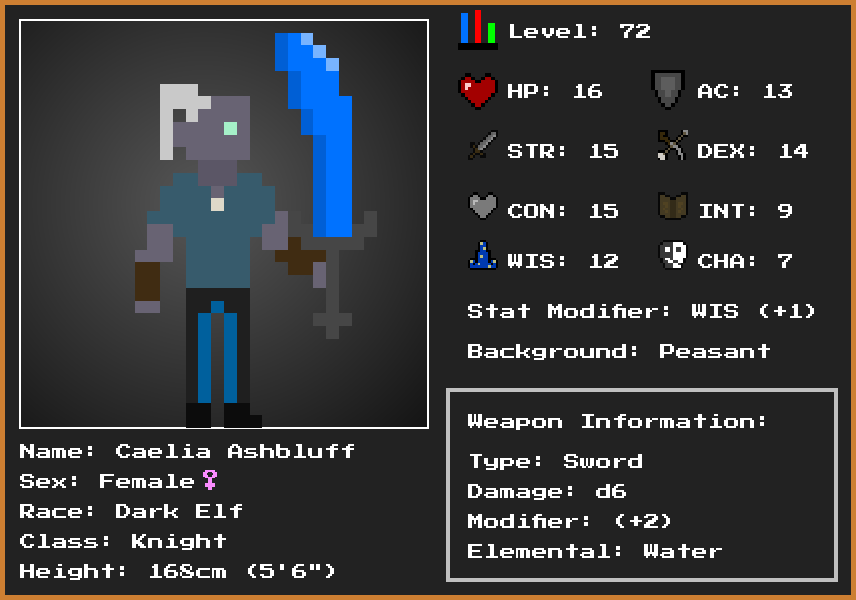 Level: 72
HP: 16
AC: 13
STR: 15
DEX: 14
CON: 15
INT: 9
WIS: 12
CHA: 7
Stat Modifier: WIS (+1)
Background: Peasant
Name: Caelia Ashbluff
Sex: Female♀
Race: Dark Elf
Class: Knight
Height: 168cm (5'6")
Weapon Information:
Type: Sword
Damage: d6
Modifier: (+2)
Elemental: Water